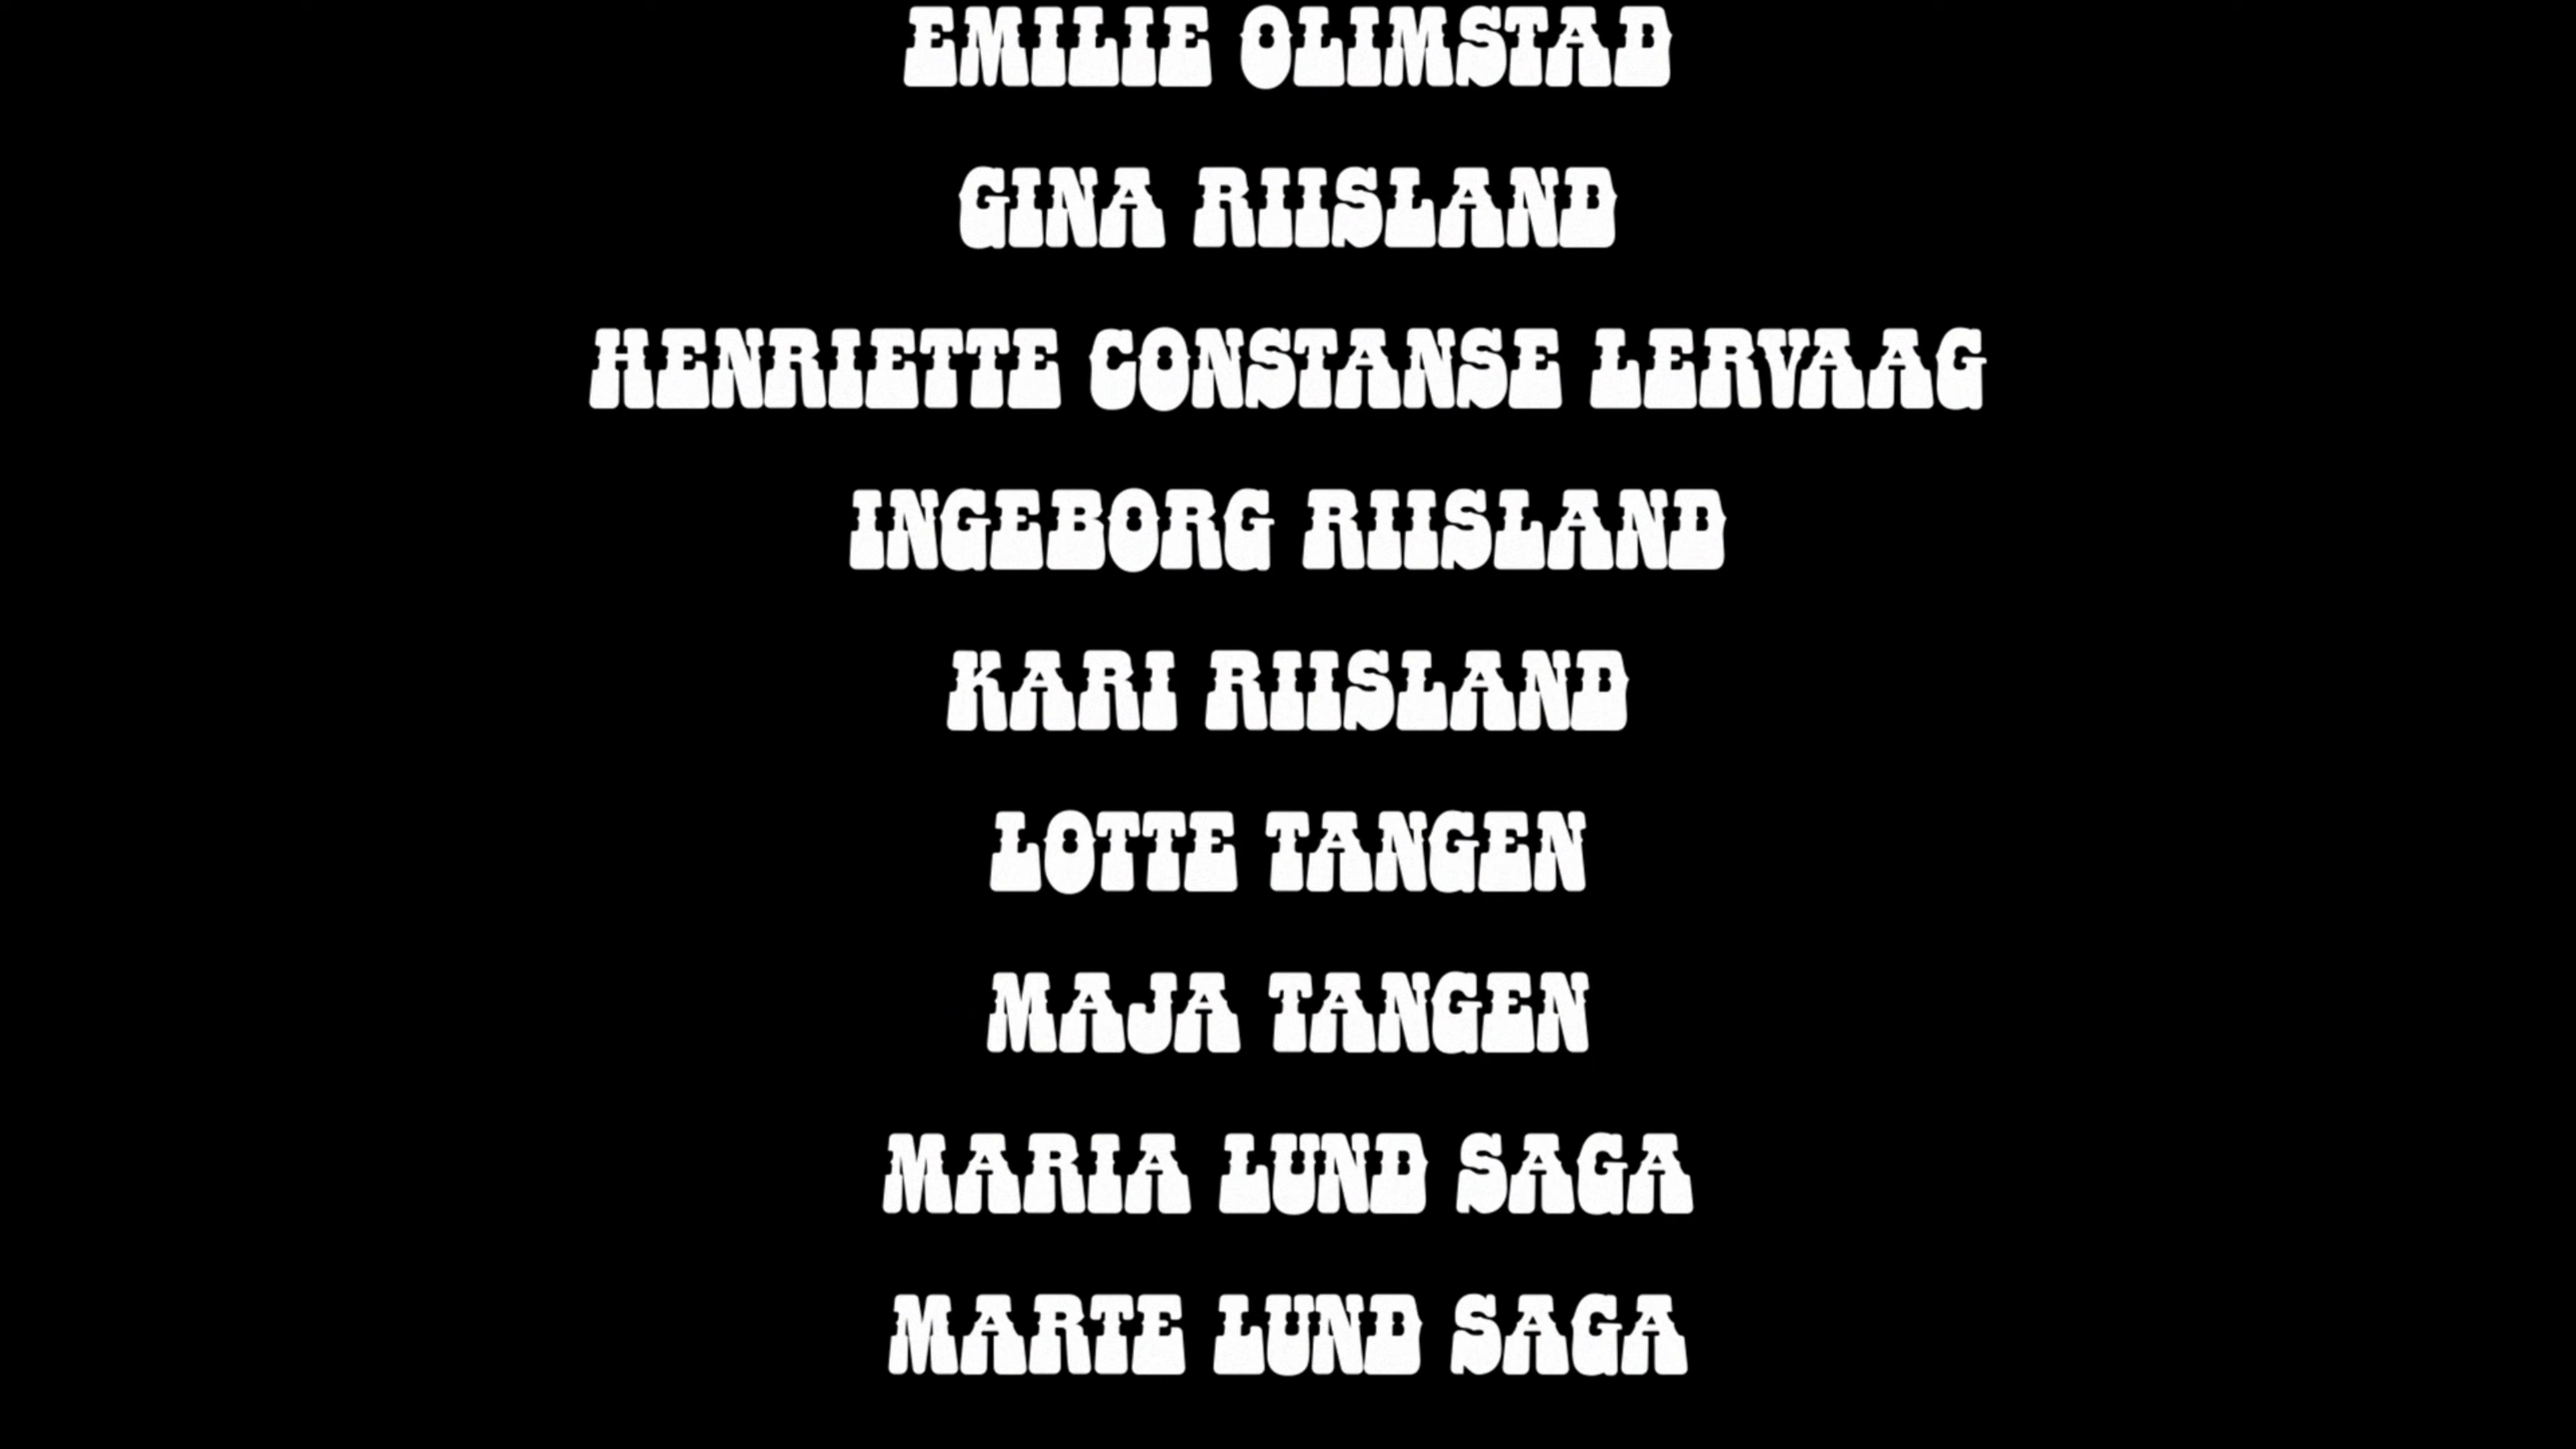 EMILIE OLIMSTAD
GINA RIISLAND
HENRIETTE CONSTANSE LERVAAG
INGEBORG RIISLAND
KARI RIISLAND
LOTTE TANGEN
MAJA TANGEN
MARIA LUND SAGA
MARTE LUND SAGA